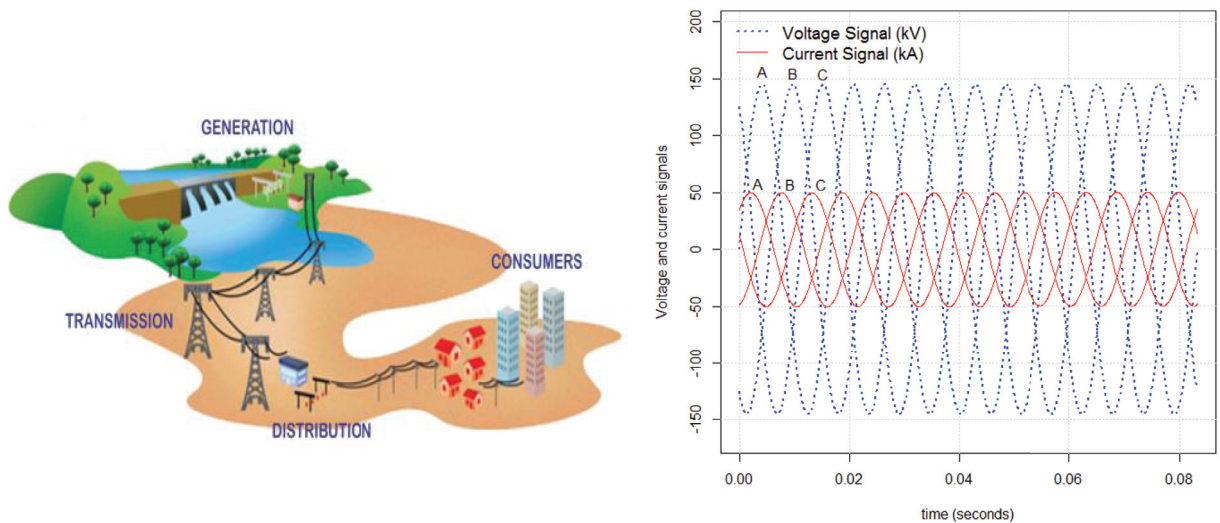 GENERATION
CONSUMERS
TRANSMISSION
DISTRIBUTION
Voltage Signal (kV)
Current Signal (kA)
A B C
A B C
Voltage and current signals
200
150
100
50
0
-50
-100
-150
0.00 0.02 0.04 0.06 0.08
time (seconds)